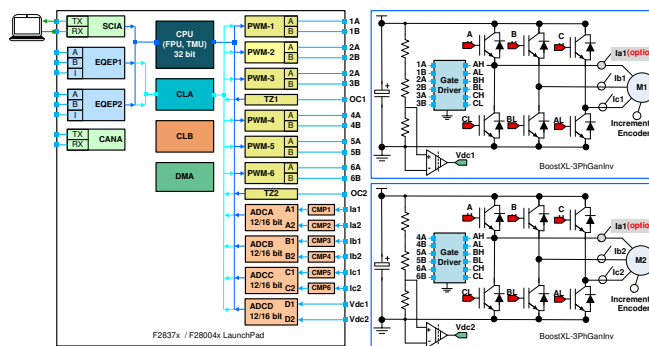 TX
RX
SCIA
A
B
I
EQEP1
A
B
I
EQEP2
TX
RX
CANA
CPU
(FPU, TMU)
32 bit
CLA
CLB
DMA
PWM-1
A
B
1A
1B
PWM-2
A
B
2A
2B
PWM-3
A
B
2A
3B
TZ1
OC1
PWM-4
A
B
4A
4B
PWM-5
A
B
5A
5B
PWM-6
A
B
6A
6B
TZ2
OC2
ADCA
12/16 bit
A1
A2
CMP1
CMP2
Ia1
Ia2
ADCB
12/16 bit
B1
B2
CMP3
CMP4
Ib1
Ib2
ADCC
12/16 bit
C1
C2
CMP5
CMP6
Ic1
Ic2
ADCD
12/16 bit
D1
D2
Vdc1
Vdc2
F2837x / F28004x LaunchPad
1A
1B
2A
2B
3A
3B
Gate
Driver
AH
AL
BH
BL
CH
CL
A
B
C
CL
BL
Ia1(optio
Ib1
Ic1
M1
Increment
Encoder
Vdc1
BoostXL-3PhGanInv
4A
4B
5A
5B
6A
6B
Gate
Driver
AH
AL
BH
BL
CH
CL
A
B
C
H
CL
BL
Ia1(optio
Ib2
Ic2
M2
Increment
Encoder
Vdc2
BoostXL-3PhGanInv